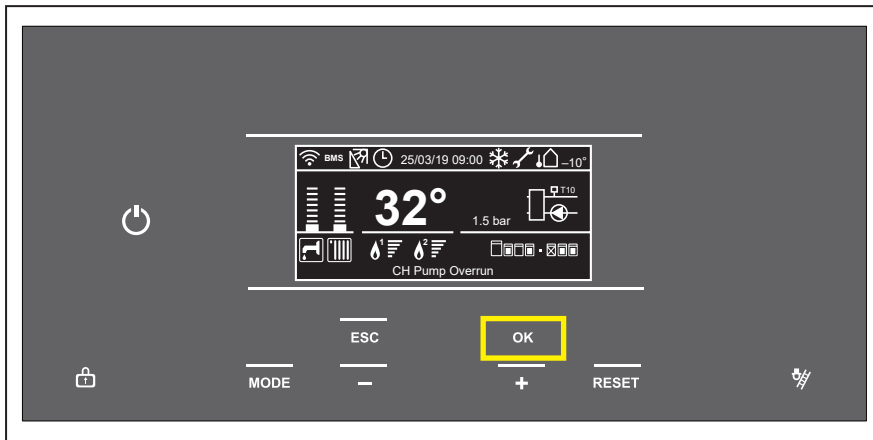 BMS 25/03/19 09:00 –10°
T10
32°
1.5 bar
1 2
CH Pump Overrun
ESC OK
MODE – + RESET